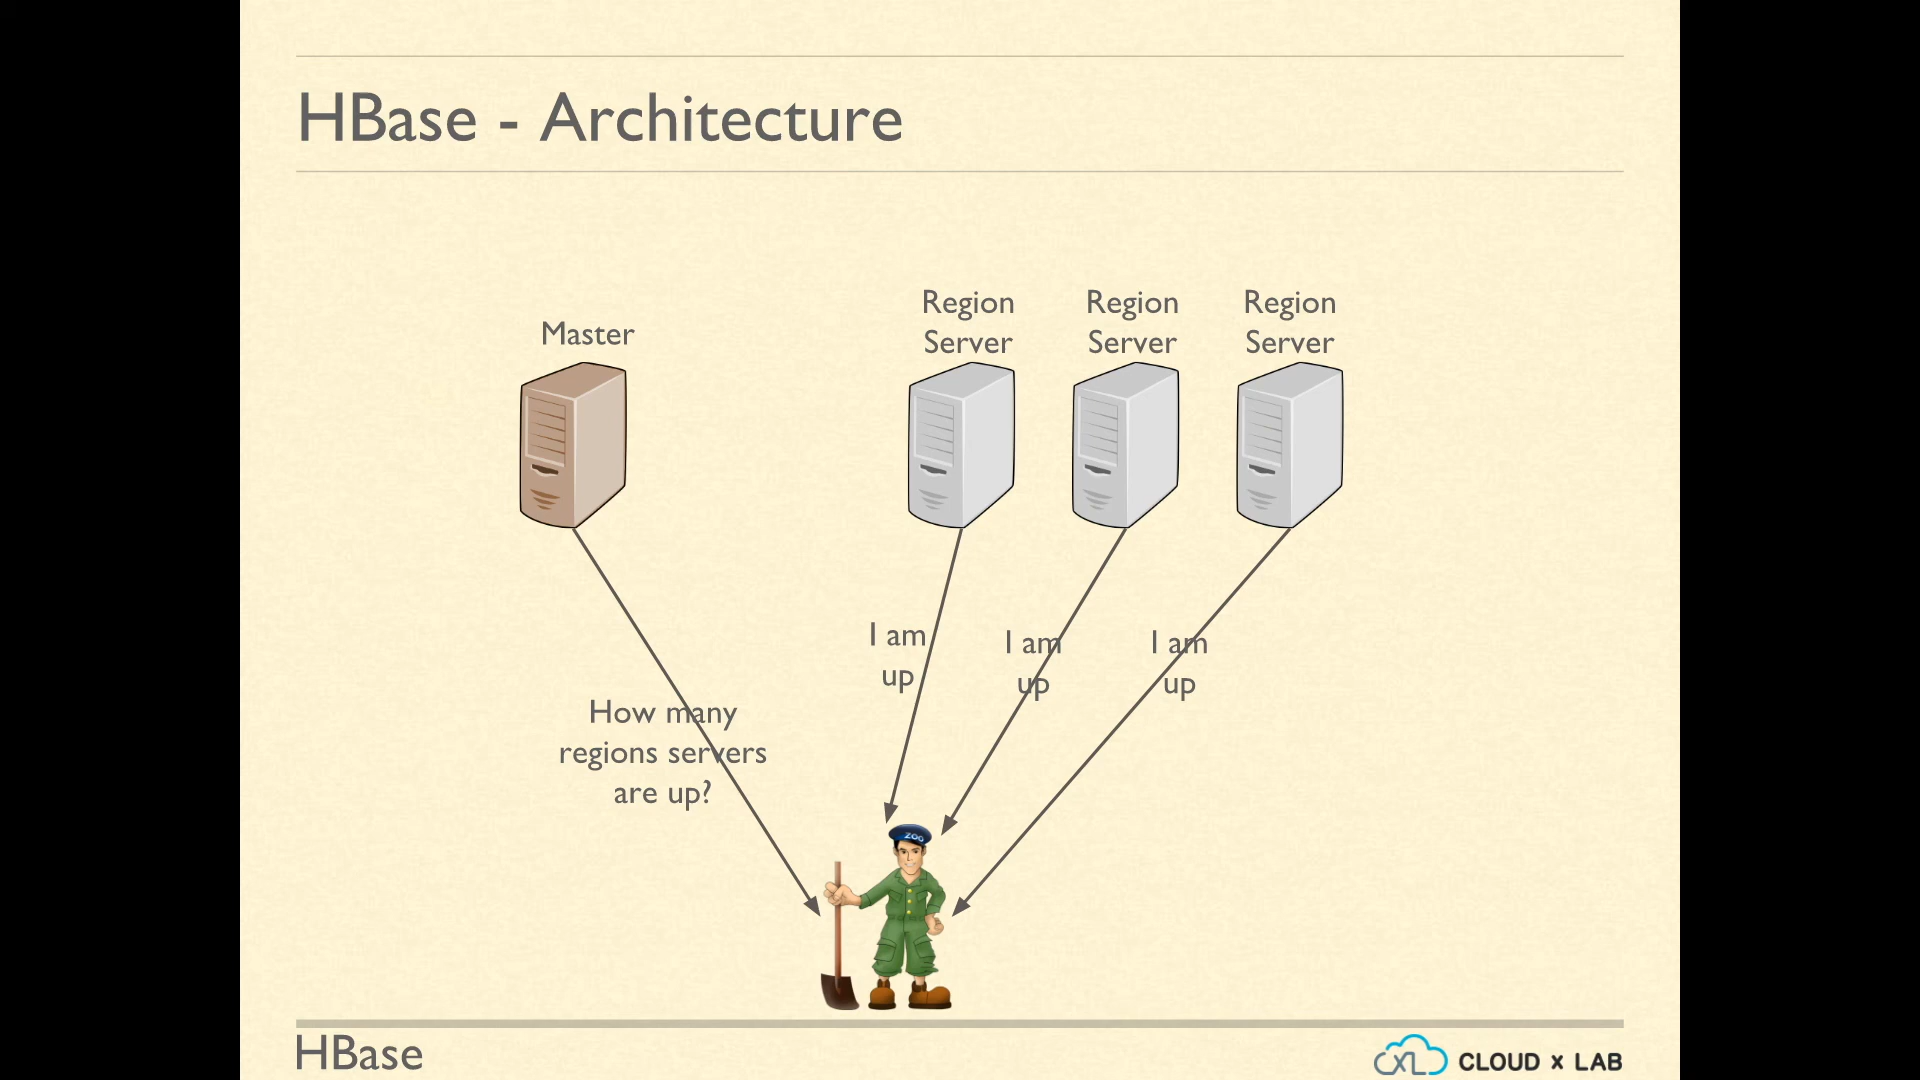 HBase - Architecture
Master
Region
Server
Region
Server
Region
Server
I am
up
I am
up
I am
up
How many
regions servers
are up?
ZOO
HBase
CXL CLOUD x LAB